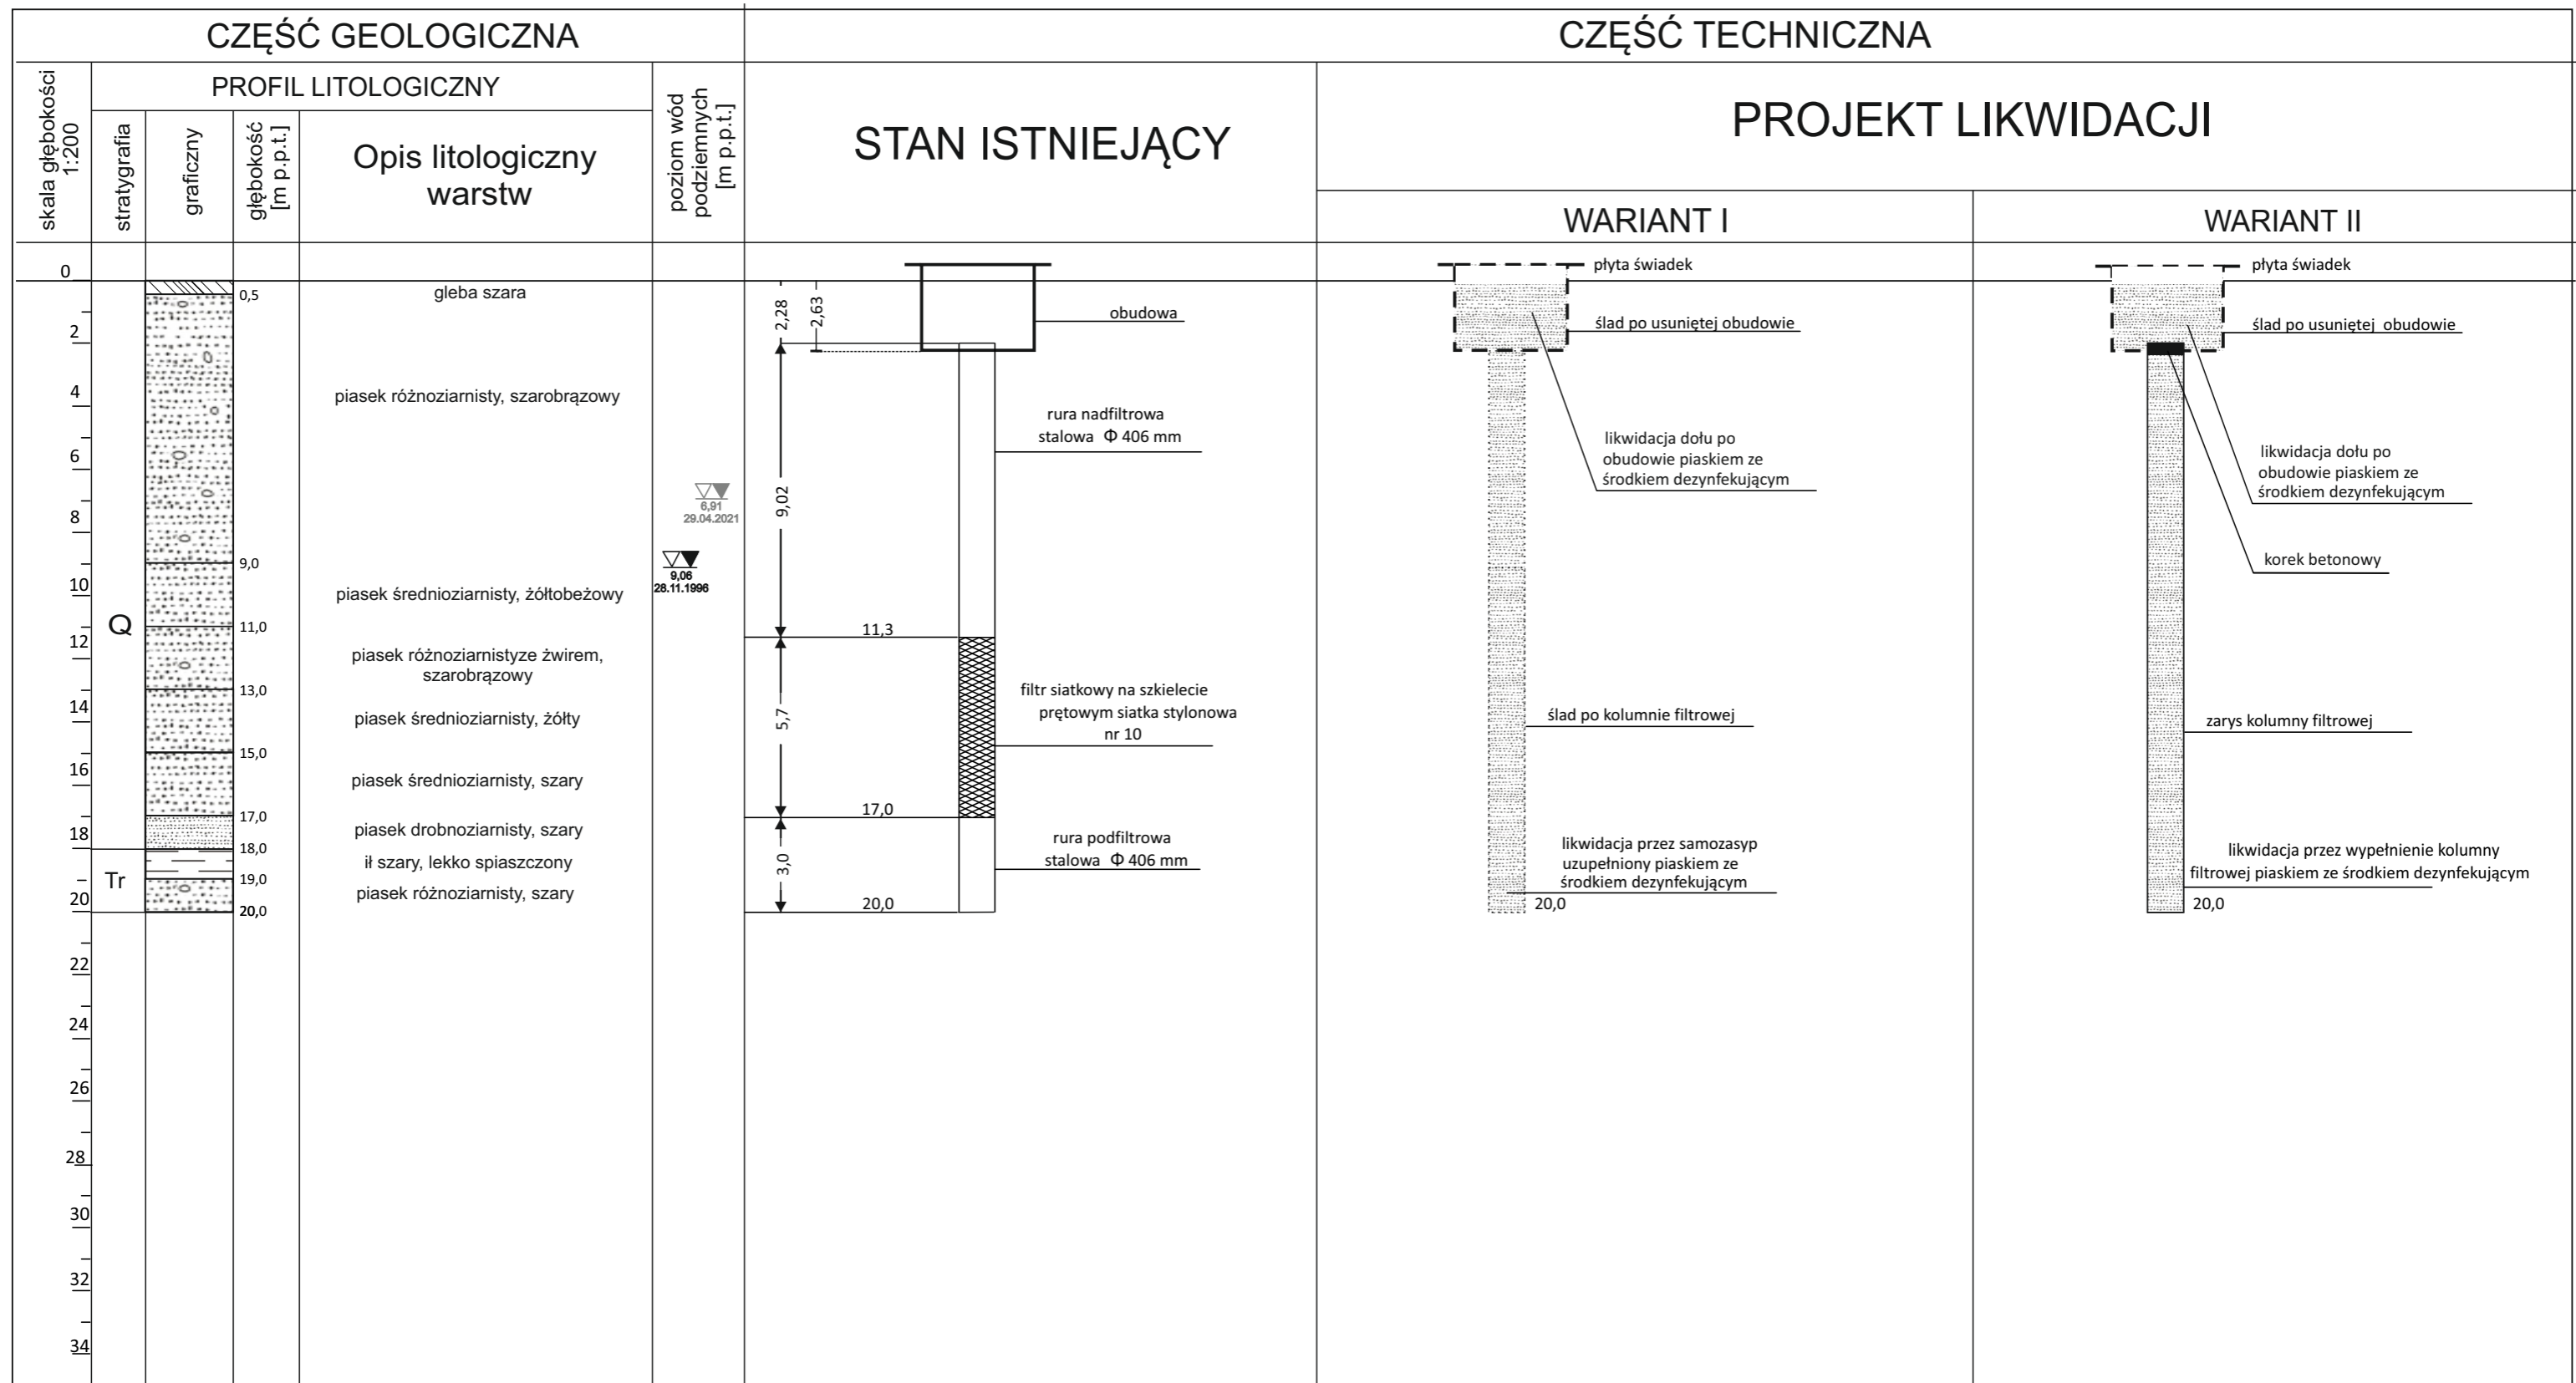 CZĘŚĆ GEOLOGICZNA
CZĘŚĆ TECHNICZNA
skala głębokości
1:200
PROFIL LITOLOGICZNY
stratygrafia
graficzny
głębokość
[m p.p.t.]
Opis litologiczny
warstw
poziom wód
podziemnych
[m p.p.t.]
STAN ISTNIEJĄCY
PROJEKT LIKWIDACJI
WARIANT I
WARIANT II
0
2
4
6
8
10
12
14
16
18
20
22
24
26
28
30
32
34
Q
Tr
0,5
9,0
11,0
13,0
15,0
17,0
18,0
19,0
20,0
gleba szara
piasek różnoziarnisty, szarobrązowy
piasek średnioziarnisty, żółtobeżowy
piasek różnoziarnistyze żwirem,
szarobrązowy
piasek średnioziarnisty, żółty
piasek średnioziarnisty, szary
piasek drobnoziarnisty, szary
ił szary, lekko spiaszczony
piasek różnoziarnisty, szary
6,91
29.04.2021
9,06
28.11.1996
2,28
2,63
9,02
11,3
5,7
17,0
3,0
20,0
obudowa
rura nadfiltrowa
stalowa Φ 406 mm
filtr siatkowy na szkielecie
prętowym siatka stylonowa
nr 10
rura podfiltrowa
stalowa Φ 406 mm
płyta świadek
ślad po usuniętej obudowie
likwidacja dołu po
obudowie piaskiem ze
środkiem dezynfekującym
ślad po kolumnie filtrowej
likwidacja przez samozasyp
uzupełniony piaskiem ze
środkiem dezynfekującym
20,0
płyta świadek
ślad po usuniętej obudowie
likwidacja dołu po
obudowie piaskiem ze
środkiem dezynfekującym
korek betonowy
zarys kolumny filtrowej
likwidacja przez wypełnienie kolumny
filtrowej piaskiem ze środkiem dezynfekującym
20,0